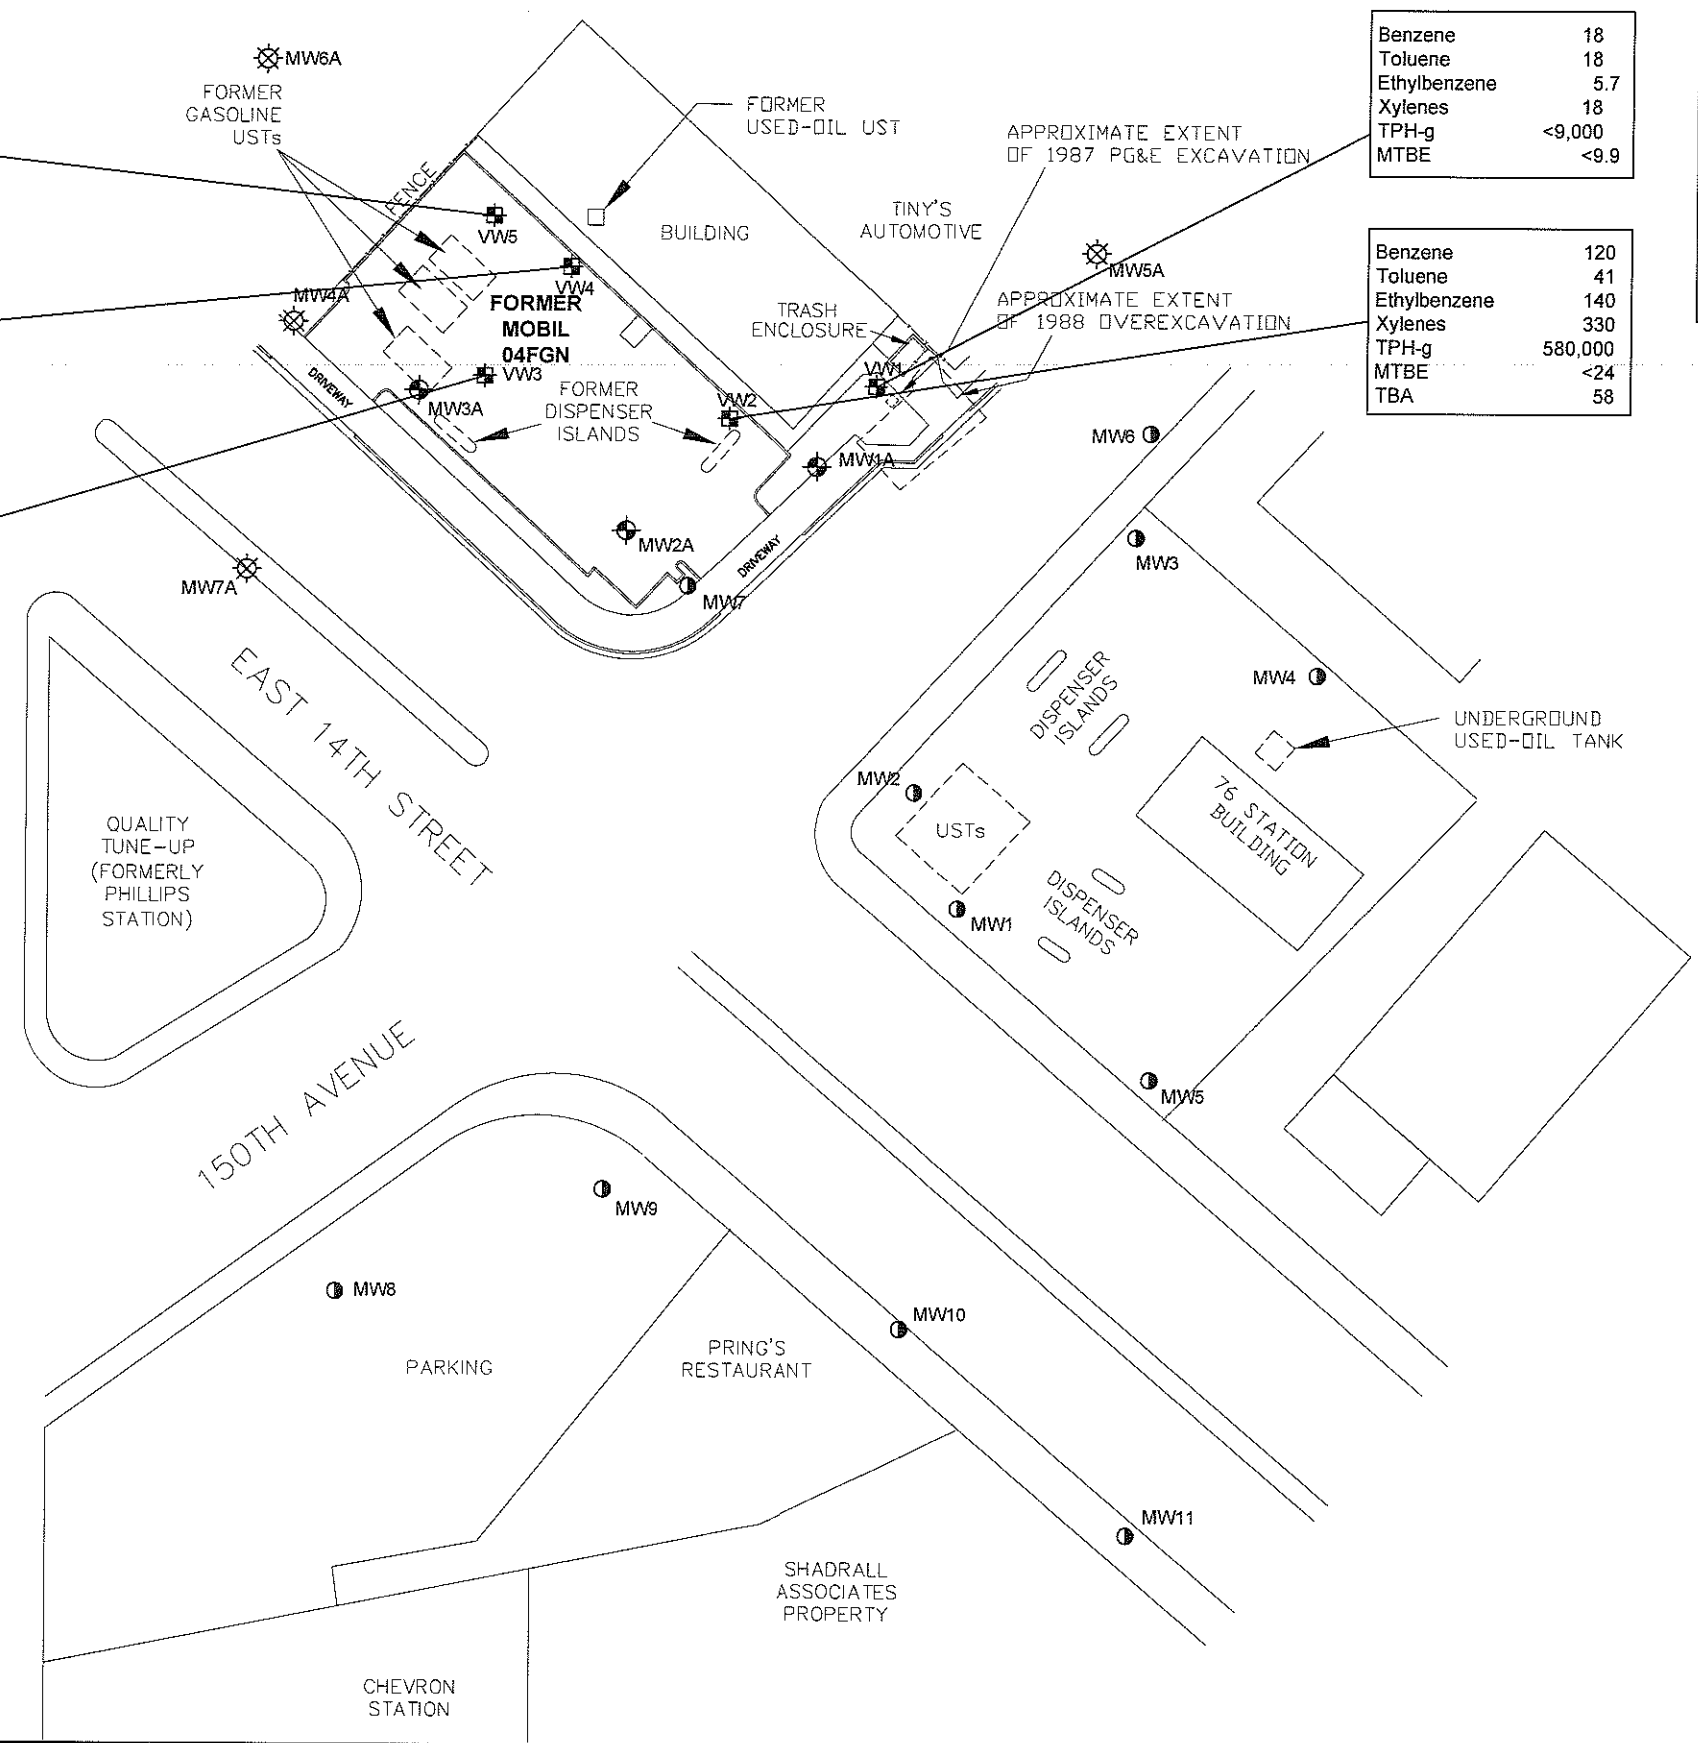 MW6A
FORMER
GASOLINE
USTs
FENCE
FORMER
USED-OIL UST
APPROXIMATE EXTENT
OF 1987 PG&E EXCAVATION
Benzene 18
Toluene 18
Ethylbenzene 5.7
Xylenes 18
TPH-g <9,000
MTBE <9.9
VW5
BUILDING
TINY'S
AUTOMOTIVE
MW5A
Benzene 120
Toluene 41
Ethylbenzene 140
Xylenes 330
TPH-g 580,000
MTBE <24
TBA 58
VW4
MW4A
FORMER
MOBIL
04FGN
TRASH
ENCLOSURE
APPROXIMATE EXTENT
OF 1988 OVEREXCAVATION
DRIVEWAY
VW3
VW1
MW3A
FORMER
DISPENSER
ISLANDS
VW2
MW6
MW1A
MW2A
DRIVEWAY
MW3
MW7A
MW7
EAST 14TH STREET
DISPENSER
ISLANDS
MW4
UNDERGROUND
USED-OIL TANK
MW2
USTs
76 STATION
BUILDING
QUALITY
TUNE-UP
(FORMERLY
PHILLIPS
STATION)
DISPENSER
ISLANDS
MW1
150TH AVENUE
MW5
MW9
MW8
MW10
PARKING
PRING'S
RESTAURANT
MW11
SHADRALL
ASSOCIATES
PROPERTY
CHEVRON
STATION